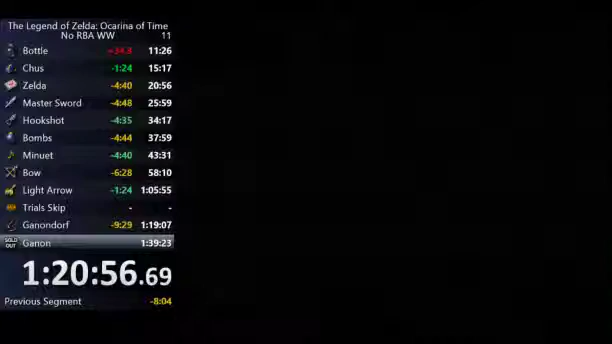 The Legend of Zelda: Ocarina of Time
No RBA WW 11
Bottle +34.3 11:26
Chus -1:24 15:17
Zelda -4:40 20:56
Master Sword -4:48 25:59
Hookshot -4:35 34:17
Bombs -4:44 37:59
Minuet -4:40 43:31
Bow -6:28 58:10
Light Arrow -1:24 1:05:55
Trials Skip - -
Ganondorf -9:29 1:19:07
SOLD OUT Ganon 1:39:23
1:20:56.69
Previous Segment -8:04